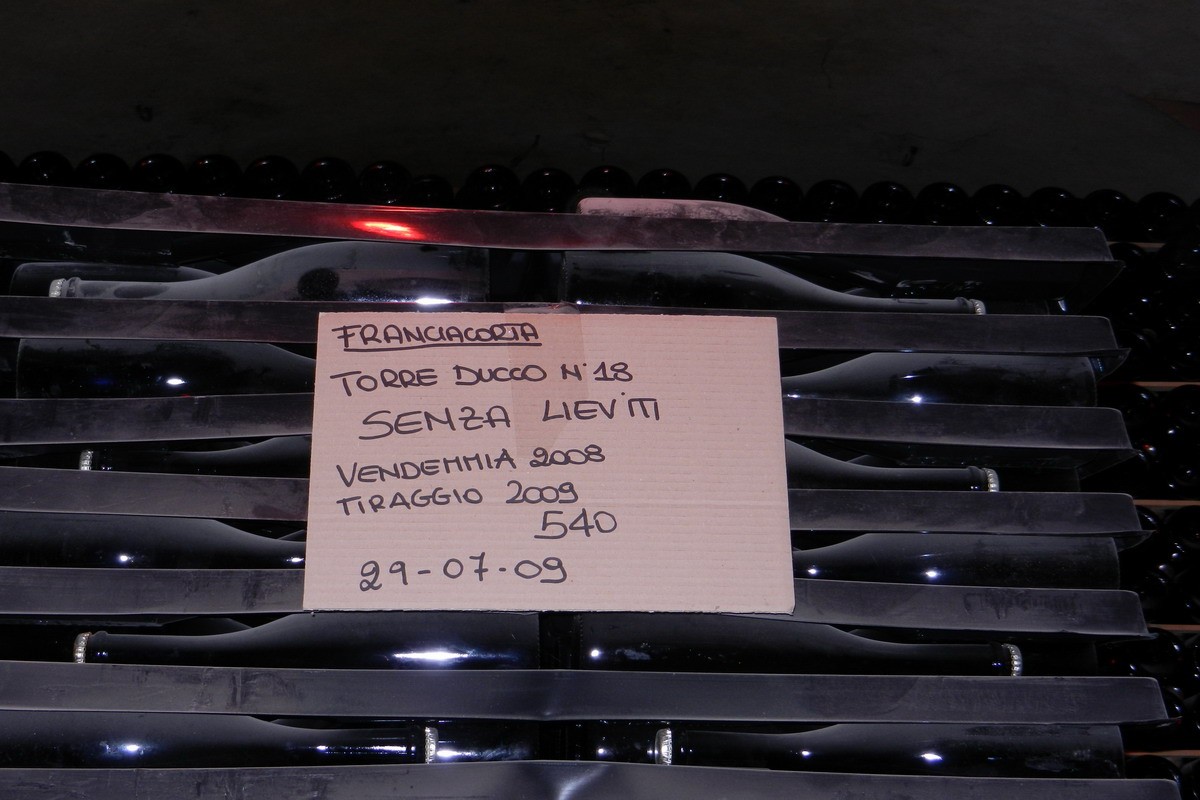 FRANCIACORTA
TORRE DUCCO N°18
SENZA LIEVITI
VENDEMMIA 2008
TIRAGGIO 2009
540
29-07-09